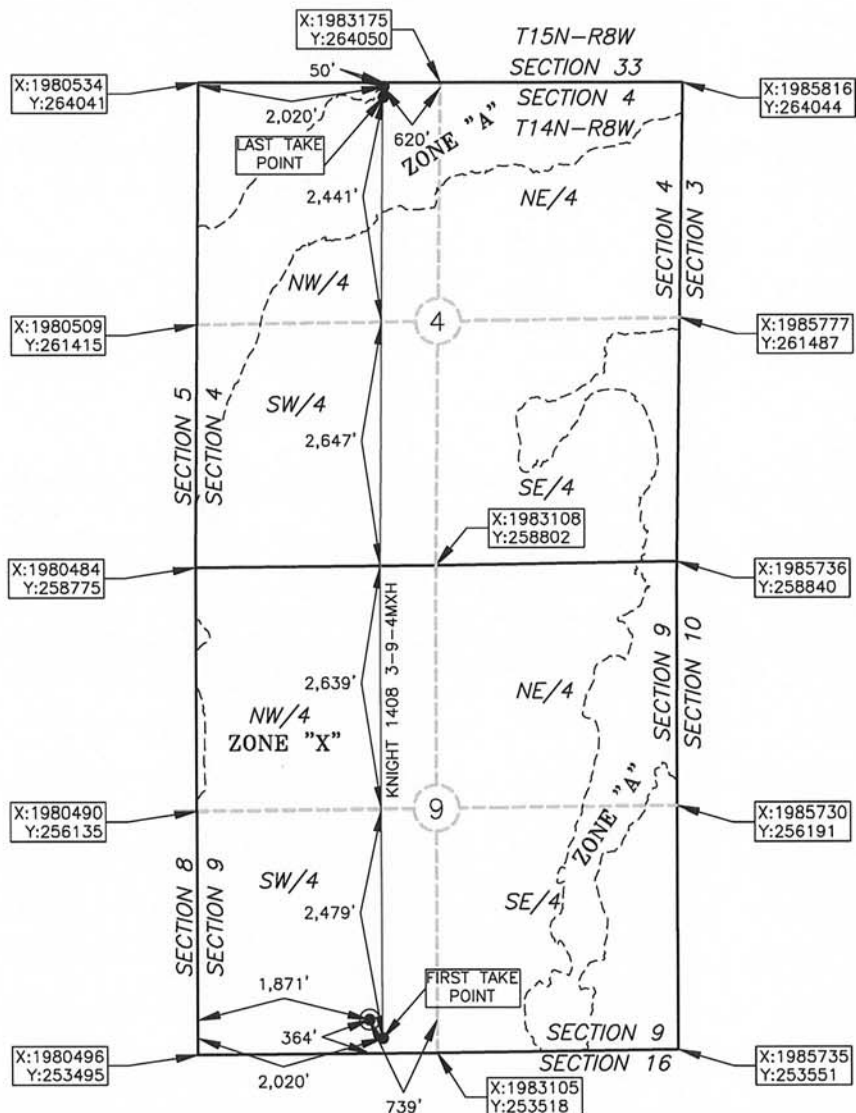 X:1983175
Y:264050
T15N-R8W
SECTION 33
SECTION 4
T14N-R8W
X:1980534
Y:264041
50'
X:1985816
Y:264044
2,020'
620'
LAST TAKE
POINT
ZONE "A"
2,441'
NE/4
SECTION 4
SECTION 3
NW/4
X:1980509
Y:261415
4
X:1985777
Y:261487
SECTION 5
SECTION 4
SW/4
2,647'
SE/4
X:1983108
Y:258802
X:1980484
Y:258775
X:1985736
Y:258840
KNIGHT 1408 3-9-4MXH
2,639'
NE/4
SECTION 9
SECTION 10
NW/4
ZONE "X"
X:1980490
Y:256135
9
X:1985730
Y:256191
ZONE "A"
SECTION 8
SECTION 9
SW/4
2,479'
SE/4
1,871'
FIRST TAKE
POINT
364'
SECTION 9
SECTION 16
X:1980496
Y:253495
2,020'
739'
X:1983105
Y:253518
X:1985735
Y:253551